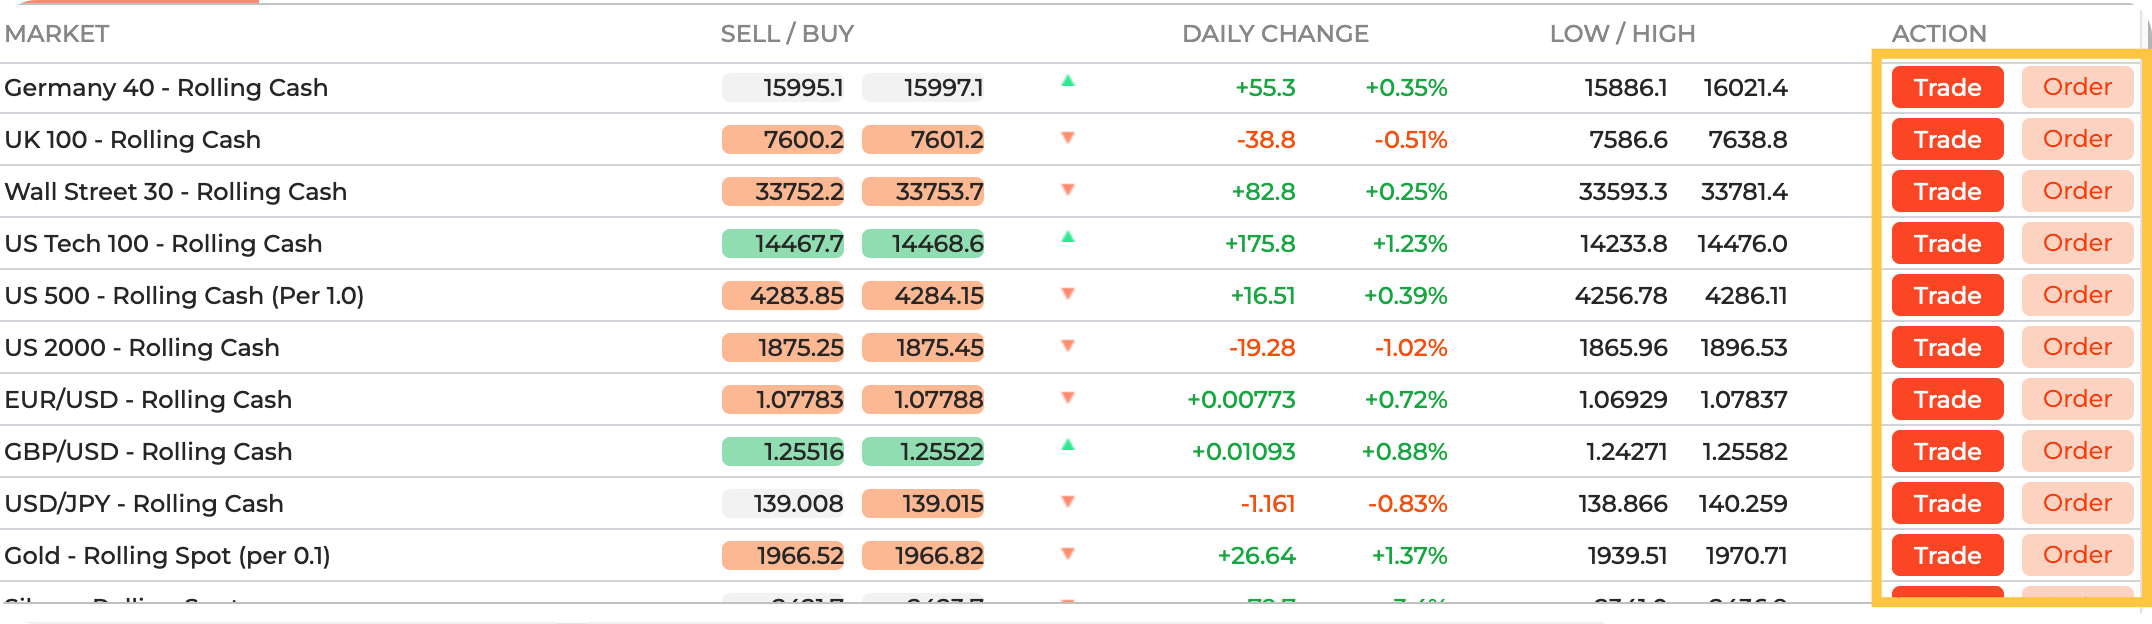 MARKET SELL / BUY DAILY CHANGE LOW / HIGH ACTION
Germany 40 - Rolling Cash 15995.1 15997.1 +55.3 +0.35% 15886.1 16021.4 Trade Order
UK 100 - Rolling Cash 7600.2 7601.2 -38.8 -0.51% 7586.6 7638.8 Trade Order
Wall Street 30 - Rolling Cash 33752.2 33753.7 +82.8 +0.25% 33593.3 33781.4 Trade Order
US Tech 100 - Rolling Cash 14467.7 14468.6 +175.8 +1.23% 14233.8 14476.0 Trade Order
US 500 - Rolling Cash (Per 1.0) 4283.85 4284.15 +16.51 +0.39% 4256.78 4286.11 Trade Order
US 2000 - Rolling Cash 1875.25 1875.45 -19.28 -1.02% 1865.96 1896.53 Trade Order
EUR/USD - Rolling Cash 1.07783 1.07788 +0.00773 +0.72% 1.06929 1.07837 Trade Order
GBP/USD - Rolling Cash 1.25516 1.25522 +0.01093 +0.88% 1.24271 1.25582 Trade Order
USD/JPY - Rolling Cash 139.008 139.015 -1.161 -0.83% 138.866 140.259 Trade Order
Gold - Rolling Spot (per 0.1) 1966.52 1966.82 +26.64 +1.37% 1939.51 1970.71 Trade Order